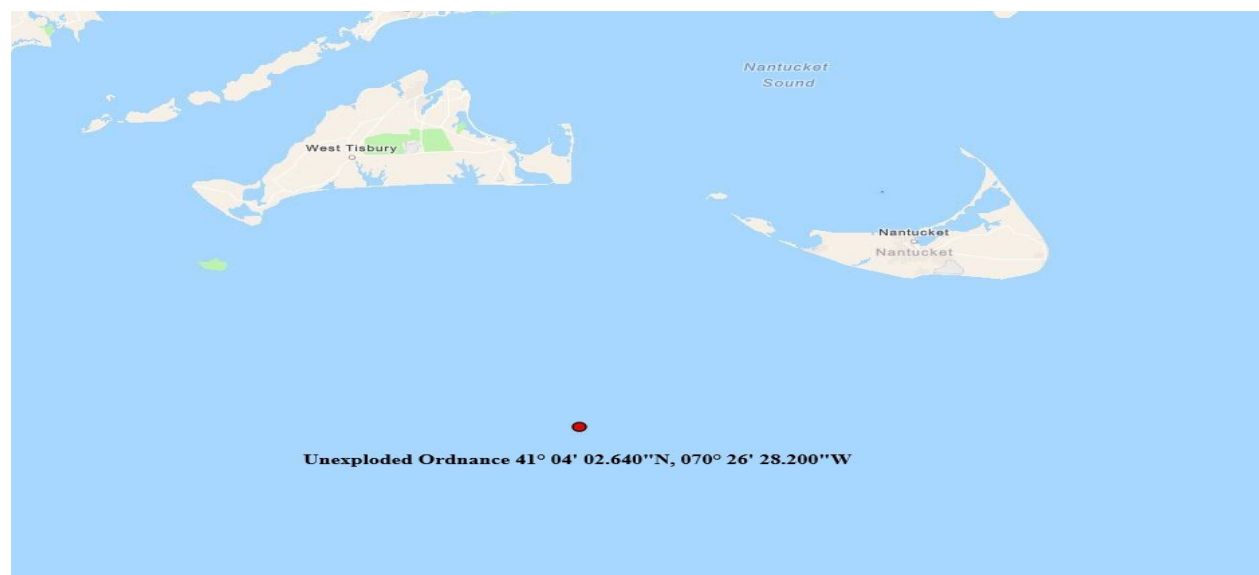 Nantucket
Sound
West Tisbury
Nantucket
Nantucket
Unexploded Ordnance 41° 04' 02.640"N, 070° 26' 28.200"W